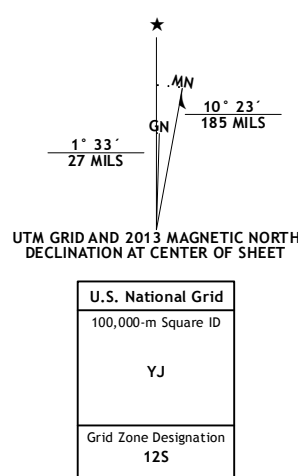 ★
MN
10° 23´
185 MILS
GN
1° 33´
27 MILS
UTM GRID AND 2013 MAGNETIC NORTH
DECLINATION AT CENTER OF SHEET
U.S. National Grid
100,000-m Square ID
YJ
Grid Zone Designation
12S